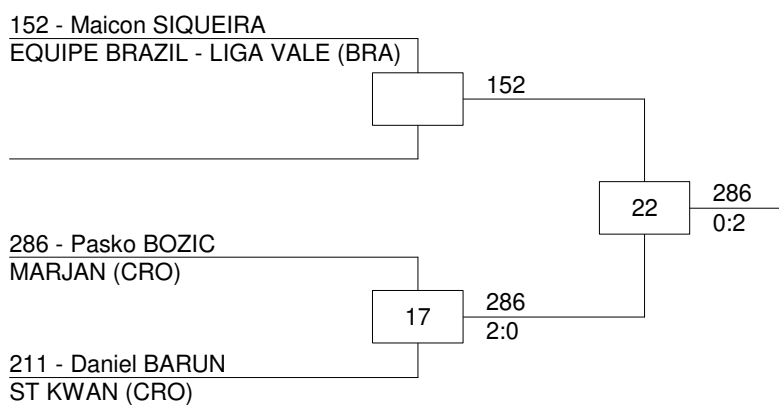 152 - Maicon SIQUEIRA
EQUIPE BRAZIL - LIGA VALE (BRA)
152
22
286
0:2
286 - Pasko BOZIC
MARJAN (CRO)
17
286
2:0
211 - Daniel BARUN
ST KWAN (CRO)